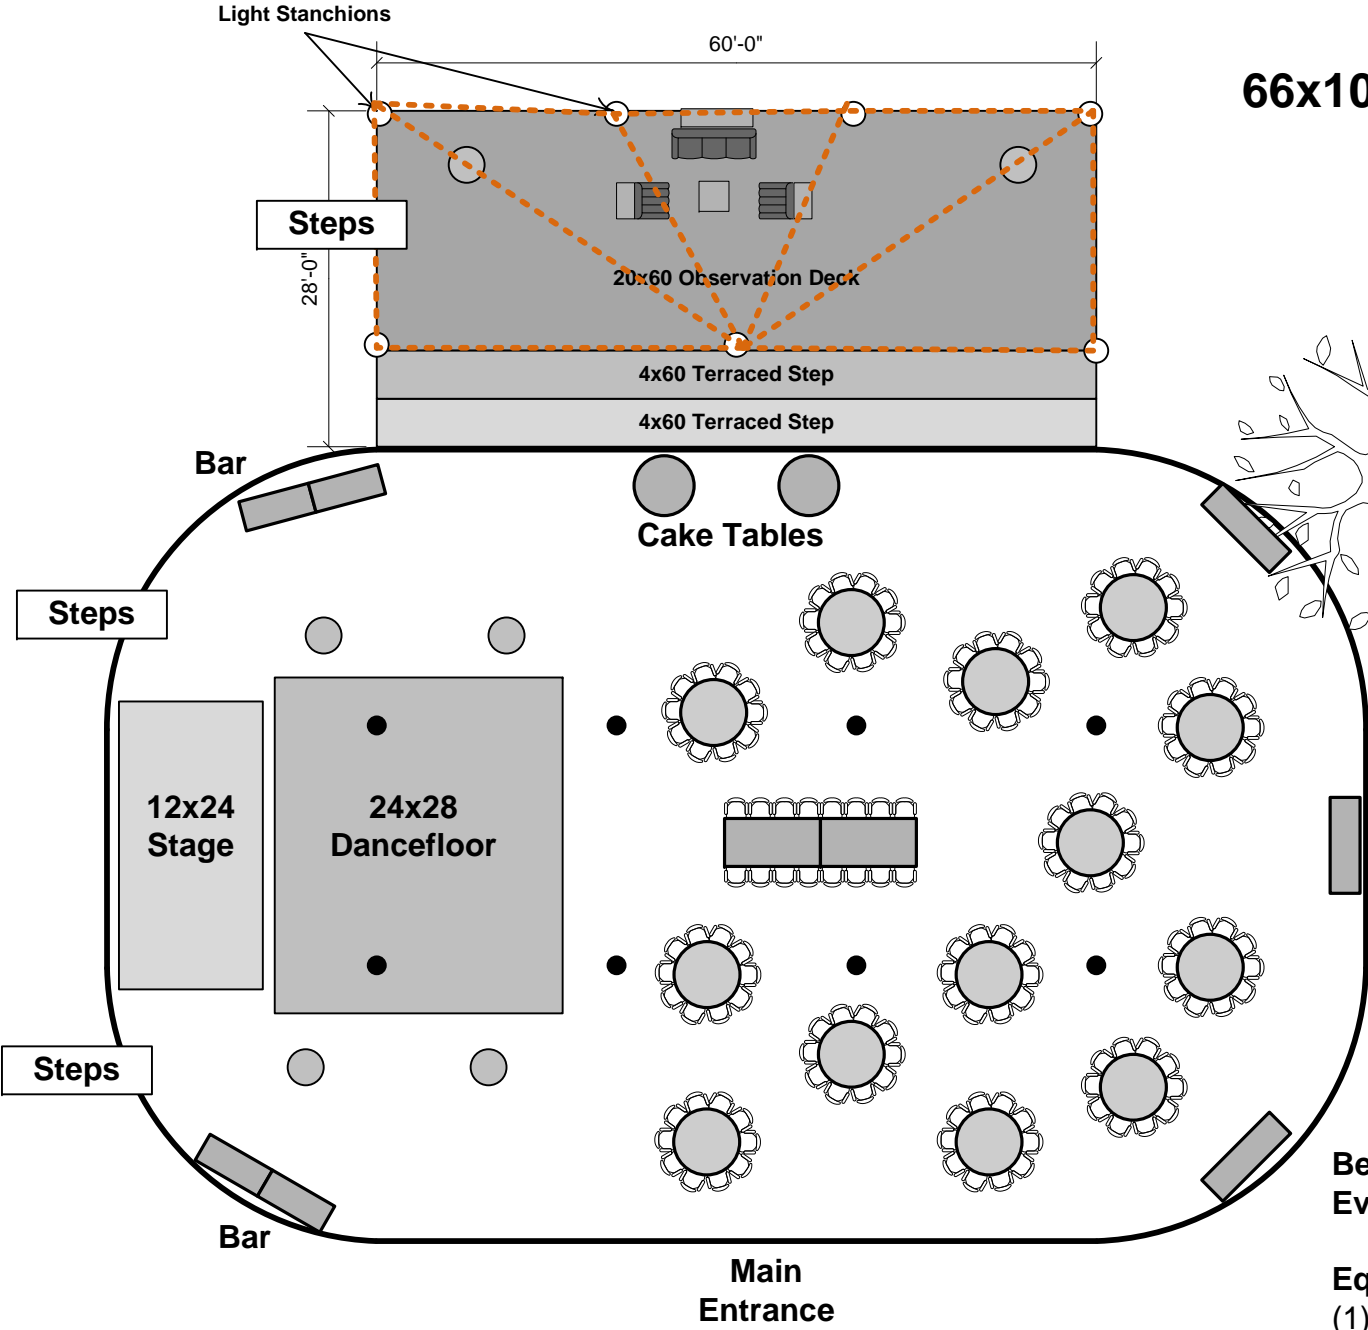 Light Stanchions
60'-0"
66x10
Steps
28'-0"
20x60 Observation Deck
4x60 Terraced Step
4x60 Terraced Step
Bar
Cake Tables
Steps
12x24
Stage
24x28
Dancefloor
Steps
Bar
Be
Ev
Main
Entrance
Eq
(1)